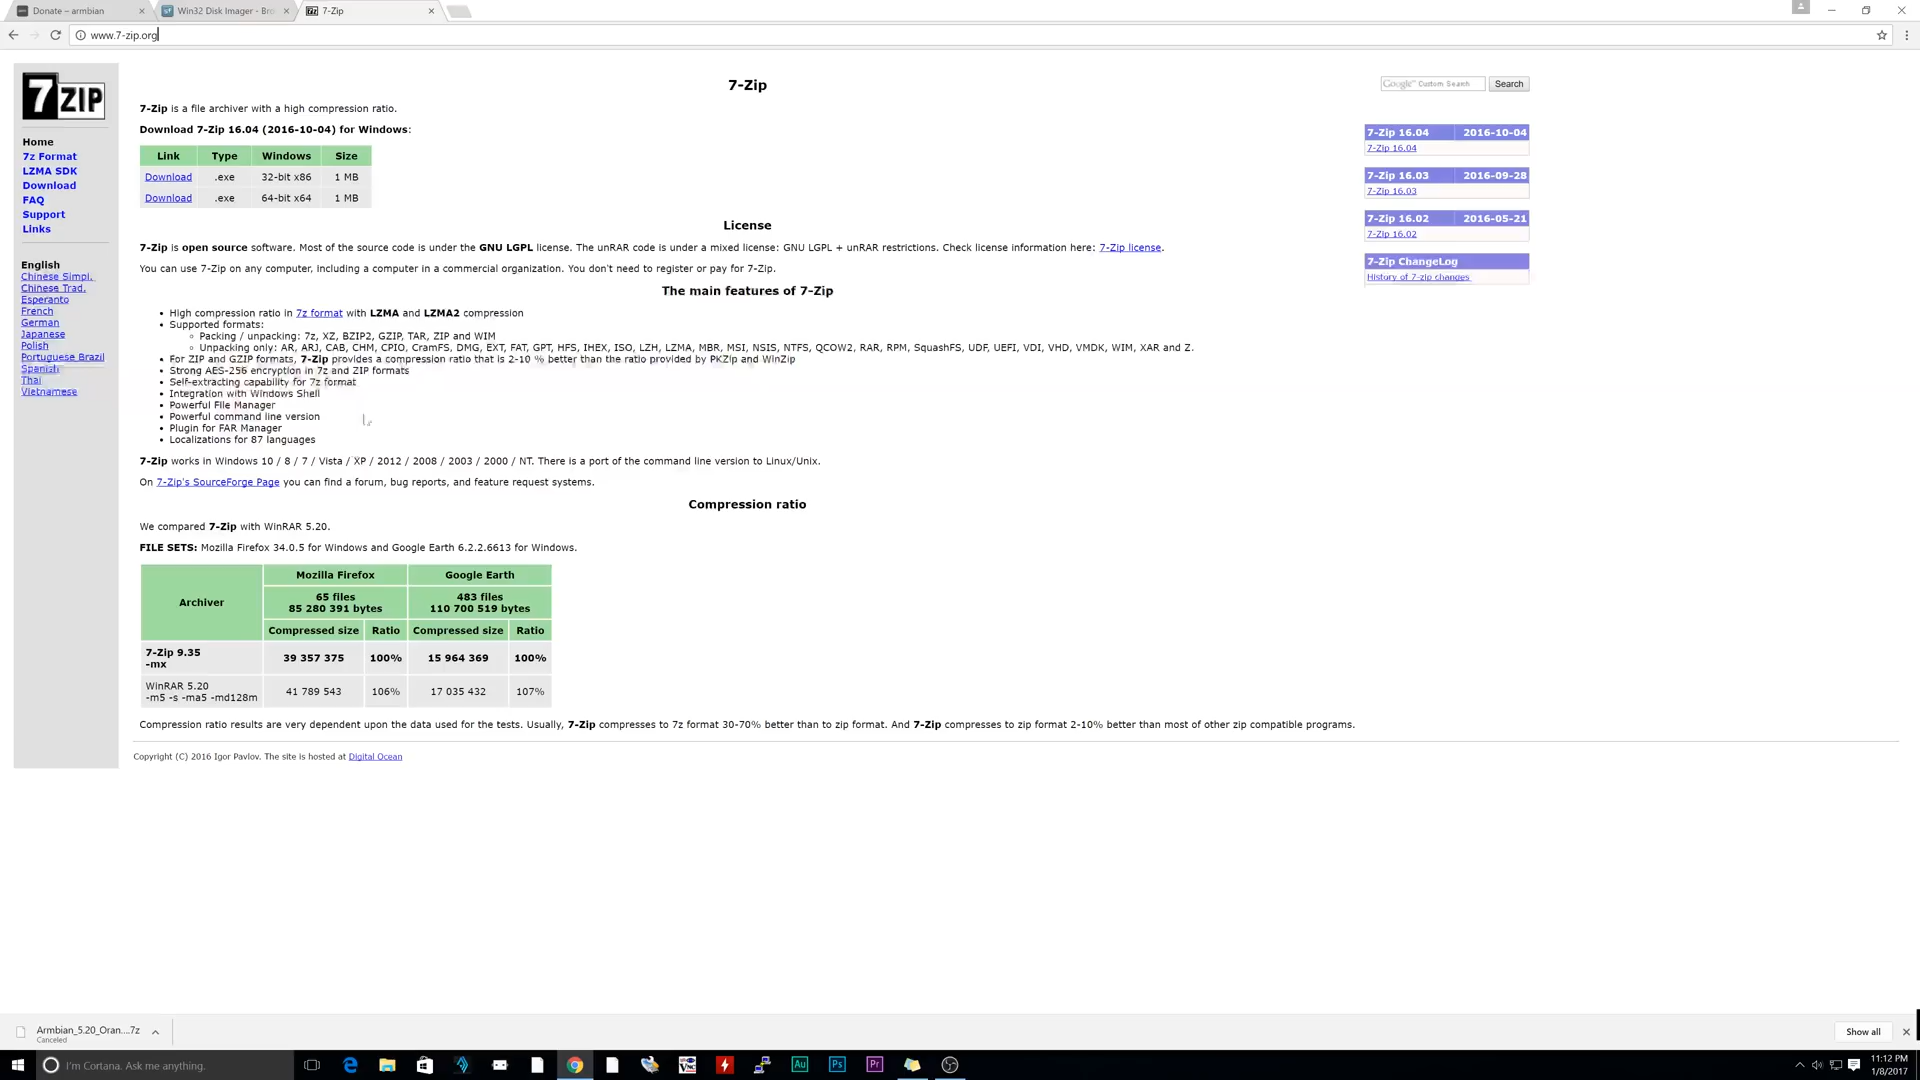 Donate – armbian
Win32 Disk Imager - Bro
7-Zip
www.7-zip.org
7ZIP
Home
7z Format
LZMA SDK
Download
FAQ
Support
Links
English
Chinese Simpl.
Chinese Trad.
Esperanto
French
German
Japanese
Polish
Portuguese Brazil
Spanish
Thai
Vietnamese
7-Zip
7-Zip is a file archiver with a high compression ratio.
Download 7-Zip 16.04 (2016-10-04) for Windows:
Link Type Windows Size
Download .exe 32-bit x86 1 MB
Download .exe 64-bit x64 1 MB
License
7-Zip is open source software. Most of the source code is under the GNU LGPL license. The unRAR code is under a mixed license: GNU LGPL + unRAR restrictions. Check license information here: 7-Zip license.
You can use 7-Zip on any computer, including a computer in a commercial organization. You don't need to register or pay for 7-Zip.
The main features of 7-Zip
High compression ratio in 7z format with LZMA and LZMA2 compression
Supported formats:
Packing / unpacking: 7z, XZ, BZIP2, GZIP, TAR, ZIP and WIM
Unpacking only: AR, ARJ, CAB, CHM, CPIO, CramFS, DMG, EXT, FAT, GPT, HFS, IHEX, ISO, LZH, LZMA, MBR, MSI, NSIS, NTFS, QCOW2, RAR, RPM, SquashFS, UDF, UEFI, VDI, VHD, VMDK, WIM, XAR and Z.
For ZIP and GZIP formats, 7-Zip provides a compression ratio that is 2-10 % better than the ratio provided by PKZip and WinZip
Strong AES-256 encryption in 7z and ZIP formats
Self-extracting capability for 7z format
Integration with Windows Shell
Powerful File Manager
Powerful command line version
Plugin for FAR Manager
Localizations for 87 languages
7-Zip works in Windows 10 / 8 / 7 / Vista / XP / 2012 / 2008 / 2003 / 2000 / NT. There is a port of the command line version to Linux/Unix.
On 7-Zip's SourceForge Page you can find a forum, bug reports, and feature request systems.
Compression ratio
We compared 7-Zip with WinRAR 5.20.
FILE SETS: Mozilla Firefox 34.0.5 for Windows and Google Earth 6.2.2.6613 for Windows.
Archiver Mozilla Firefox Google Earth
65 files 483 files
85 280 391 bytes 110 700 519 bytes
Compressed size Ratio Compressed size Ratio
7-Zip 9.35
-mx 39 357 375 100% 15 964 369 100%
WinRAR 5.20
-m5 -s -ma5 -md128m 41 789 543 106% 17 035 432 107%
Compression ratio results are very dependent upon the data used for the tests. Usually, 7-Zip compresses to 7z format 30-70% better than to zip format. And 7-Zip compresses to zip format 2-10% better than most of other zip compatible programs.
Copyright (C) 2016 Igor Pavlov. The site is hosted at Digital Ocean
Google™ Custom Search Search
7-Zip 16.04 2016-10-04
7-Zip 16.04
7-Zip 16.03 2016-09-28
7-Zip 16.03
7-Zip 16.02 2016-05-21
7-Zip 16.02
7-Zip ChangeLog
History of 7-zip changes
Armbian_5.20_Oran....7z
Canceled
Show all
I'm Cortana. Ask me anything.
Au
Ps
Pr
11:12 PM
1/8/2017